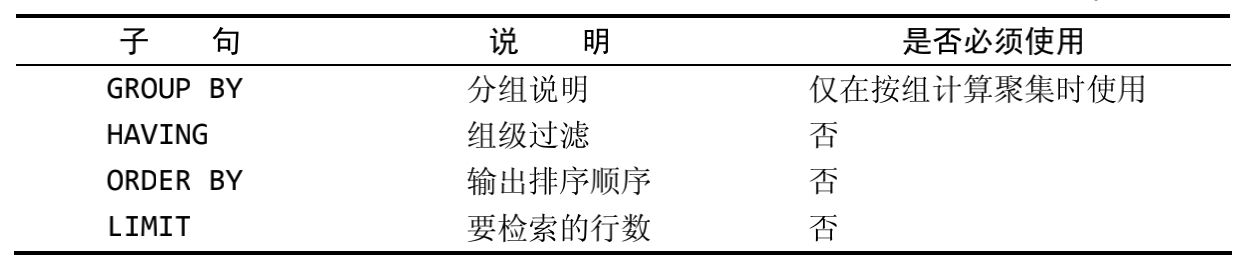 子 句 说 明 是否必须使用
GROUP BY 分组说明 仅在按组计算聚集时使用
HAVING 组级过滤 否
ORDER BY 输出排序顺序 否
LIMIT 要检索的行数 否